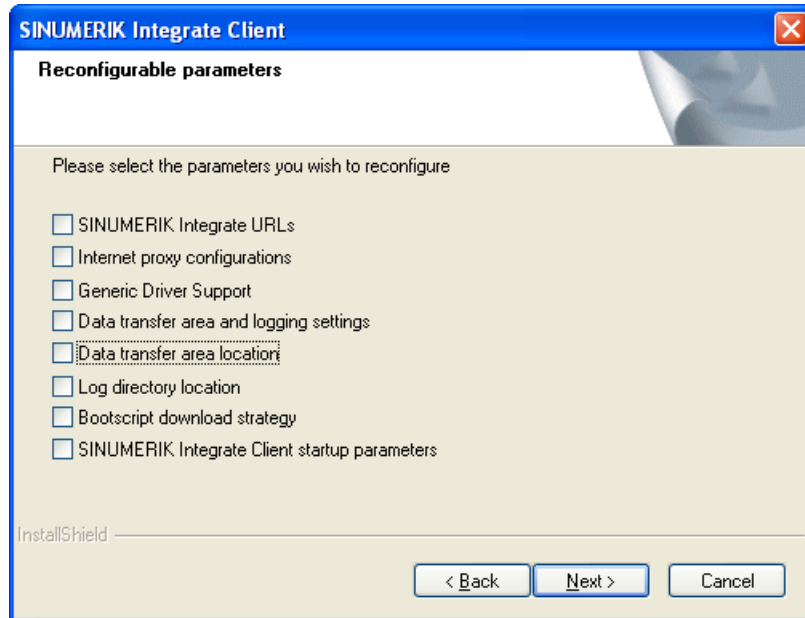 SINUMERIK Integrate Client
Reconfigurable parameters
Please select the parameters you wish to reconfigure
SINUMERIK Integrate URLs
Internet proxy configurations
Generic Driver Support
Data transfer area and logging settings
Data transfer area location
Log directory location
Bootscript download strategy
SINUMERIK Integrate Client startup parameters
InstallShield
< Back Next > Cancel